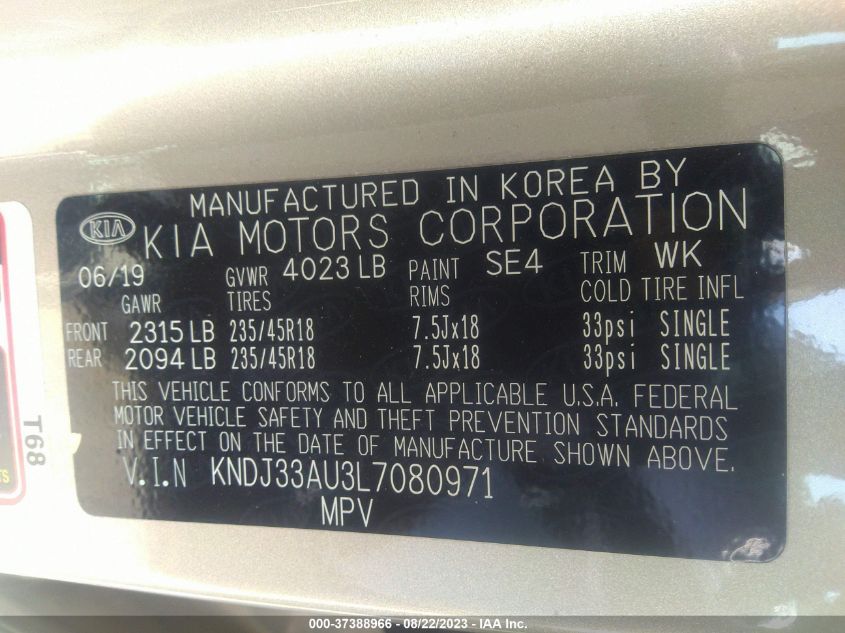 MANUFACTURED IN KOREA BY
KIA
KIA MOTORS CORPORATION
06/19 GVWR 4023 LB PAINT SE4 TRIM WK
GAWR TIRES RIMS COLD TIRE INFL
FRONT 2315 LB 235/45R18 7.5Jx18 33psi SINGLE
REAR 2094 LB 235/45R18 7.5Jx18 33psi SINGLE
THIS VEHICLE CONFORMS TO ALL APPLICABLE U.S.A. FEDERAL
MOTOR VEHICLE SAFETY AND THEFT PREVENTION STANDARDS
IN EFFECT ON THE DATE OF MANUFACTURE SHOWN ABOVE.
V.I.N KNDJ33AU3L7080971
MPV
T68
000-37388966 - 08/22/2023 - © IAA, Inc.